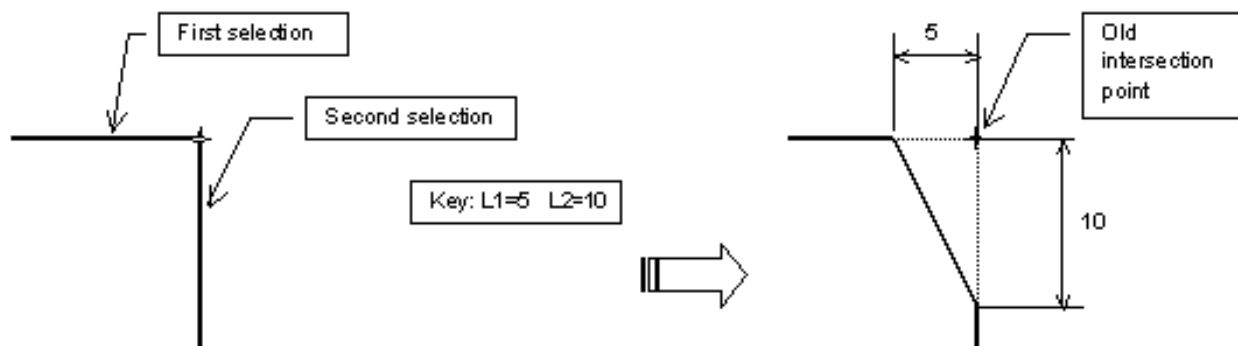 First selection
Second selection
Key: L1=5 L2=10
5
Old
intersection
point
10